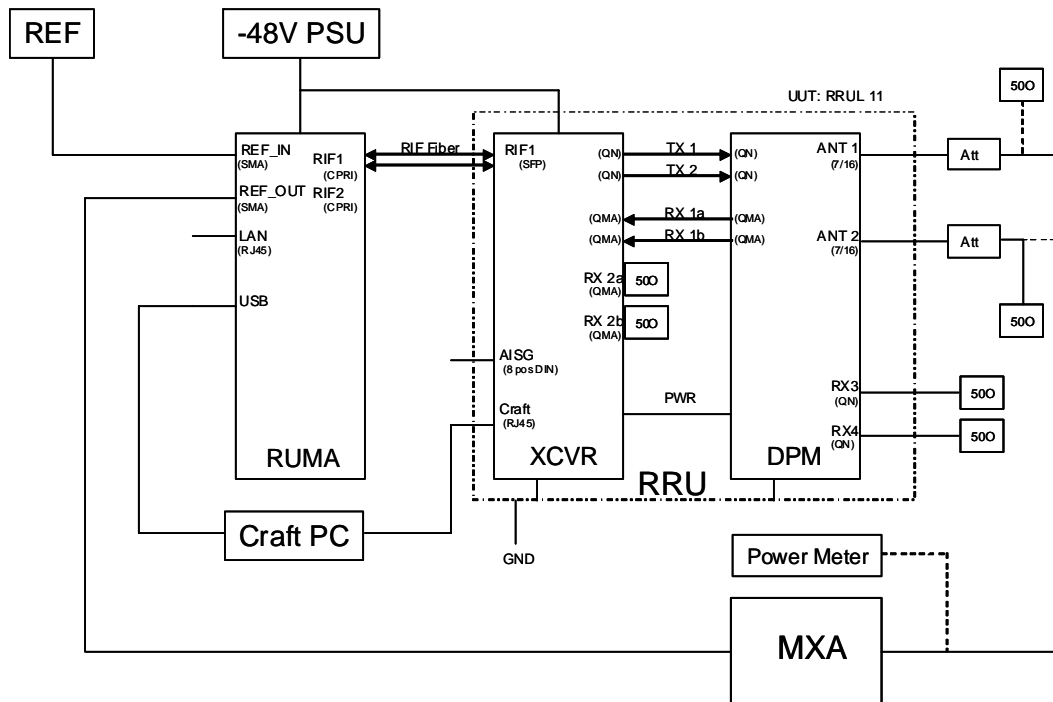 REF
-48V PSU
UUT: RRUL 11
50O
REF_IN
(SMA)
RIF1
(CPRI)
REF_OUT
(SMA)
RIF2
(CPRI)
LAN
(RJ45)
USB
RUMA
RIF Fiber
RIF1
(SFP)
(QN)
(QN)
(QMA)
(QMA)
RX 2a
(QMA)
50O
RX 2b
(QMA)
50O
AISG
(8 pos DIN)
Craft
(RJ45)
XCVR
TX 1
TX 2
RX 1a
RX 1b
PWR
(QN)
(QN)
(QMA)
(QMA)
ANT 1
(7/16)
ANT 2
(7/16)
RX3
(QN)
RX4
(QN)
DPM
RRU
Att
Att
50O
50O
50O
Craft PC
GND
Power Meter
MXA